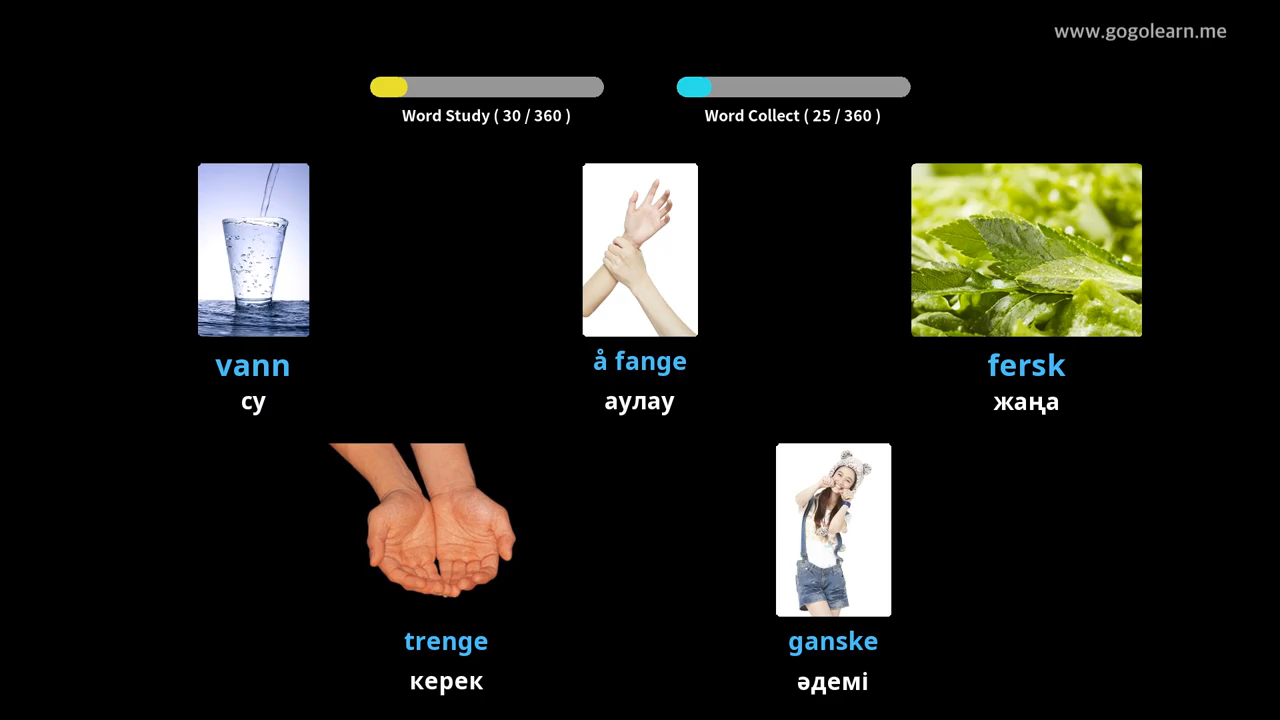 www.gogolearn.me
Word Study ( 30 / 360 )
Word Collect ( 25 / 360 )
vann
су
å fange
аулау
fersk
жаңа
trenge
керек
ganske
әдемі